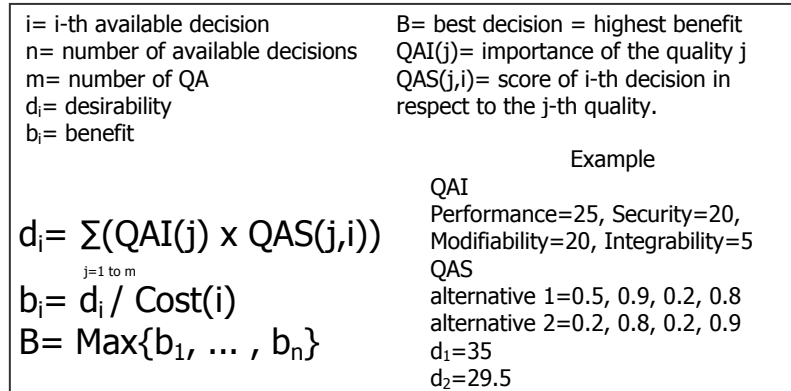 i= i-th available decision
n= number of available decisions
m= number of QA
dᵢ= desirability
bᵢ= benefit
B= best decision = highest benefit
QAI(j)= importance of the quality j
QAS(j,i)= score of i-th decision in
respect to the j-th quality.
dᵢ= Σ(QAI(j) x QAS(j,i))
j=1 to m
bᵢ= dᵢ / Cost(i)
B= Max{b₁, ... , bₙ}
Example
QAI
Performance=25, Security=20,
Modifiability=20, Integrability=5
QAS
alternative 1=0.5, 0.9, 0.2, 0.8
alternative 2=0.2, 0.8, 0.2, 0.9
d₁=35
d₂=29.5